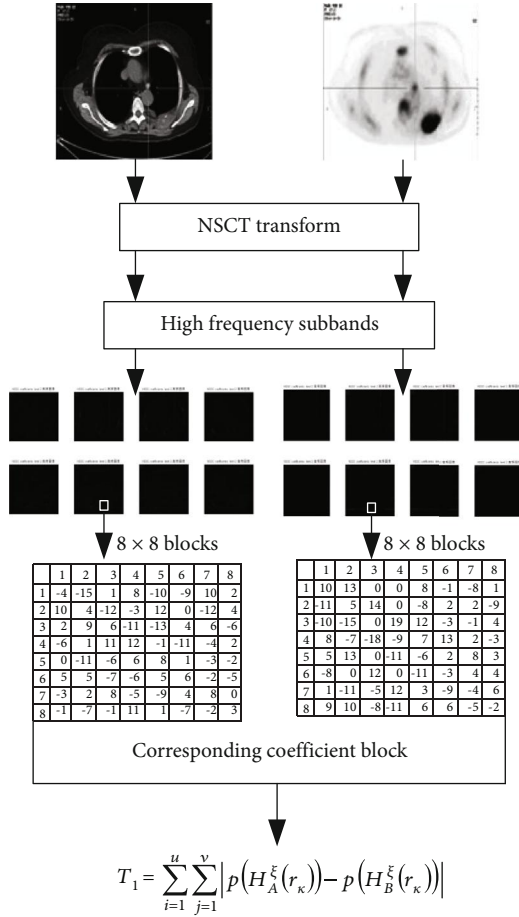 NSCT transform
High frequency subbands
8 × 8 blocks 8 × 8 blocks
1 2 3 4 5 6 7 8
1 -4 -15 1 8 -10 -9 10 2
2 10 4 -12 -3 12 0 -12 4
3 2 9 6 -11 -13 4 6 -6
4 -6 1 11 12 -1 -11 -4 2
5 0 -11 -6 6 8 1 -3 -2
6 5 5 -7 -6 5 6 -2 -5
7 -3 2 8 -5 -9 4 8 0
8 -1 -7 -1 11 1 -7 -2 3
1 2 3 4 5 6 7 8
1 10 13 0 0 8 -1 -8 1
2 -11 5 14 0 -8 2 2 -9
3 -10 -15 0 19 12 -3 -1 4
4 8 -7 -18 -9 7 13 2 -3
5 5 13 0 -11 -6 2 8 3
6 -8 0 12 0 -11 -3 4 4
7 1 -11 -5 12 3 -9 -4 6
8 9 10 -8 -11 6 6 -5 -2
Corresponding coefficient block
T₁ = ∑ᵢ₌₁ᵘ ∑ⱼ₌₁ᵛ |p(H_A^ξ(r_κ)) − p(H_B^ξ(r_κ))|